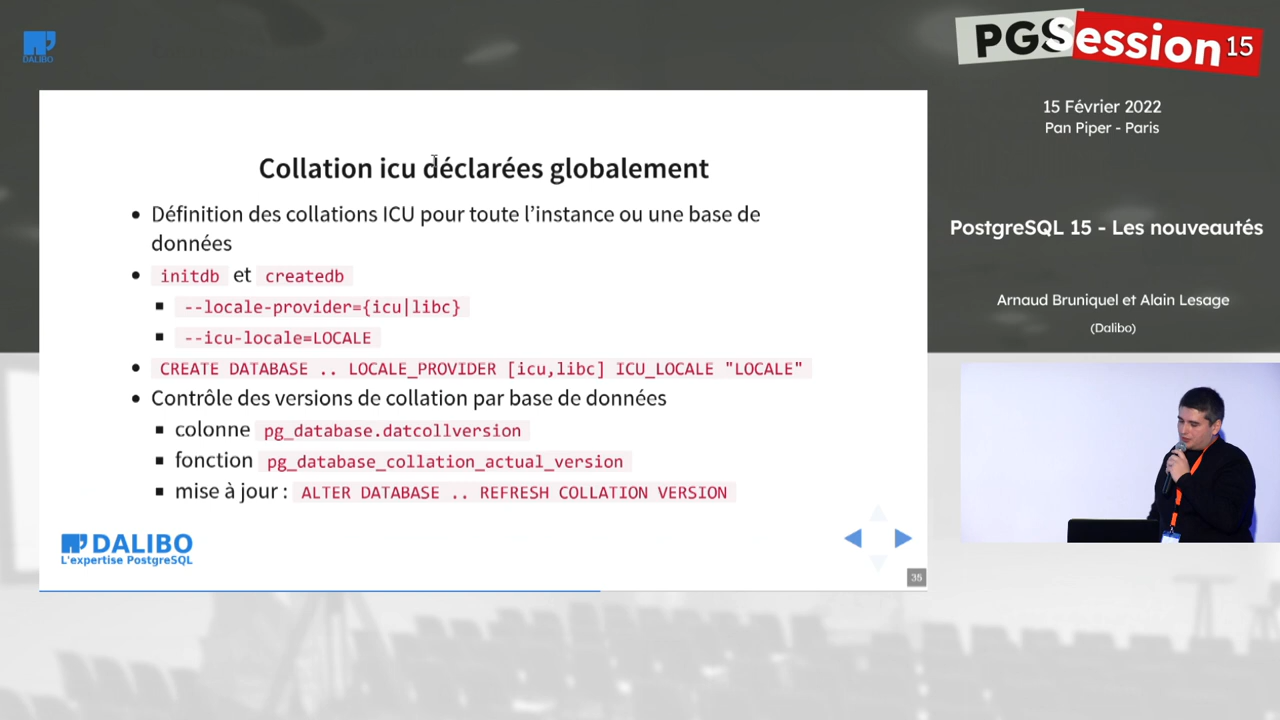 DALIBO
PGSession 15
15 Février 2022
Pan Piper - Paris
PostgreSQL 15 - Les nouveautés
Arnaud Bruniquel et Alain Lesage
(Dalibo)
Collation icu déclarées globalement
Définition des collations ICU pour toute l’instance ou une base de
données
initdb et createdb
--locale-provider={icu|libc}
--icu-locale=LOCALE
CREATE DATABASE .. LOCALE_PROVIDER [icu,libc] ICU_LOCALE "LOCALE"
Contrôle des versions de collation par base de données
colonne pg_database.datcollversion
fonction pg_database_collation_actual_version
mise à jour : ALTER DATABASE .. REFRESH COLLATION VERSION
DALIBO
L'expertise PostgreSQL
35